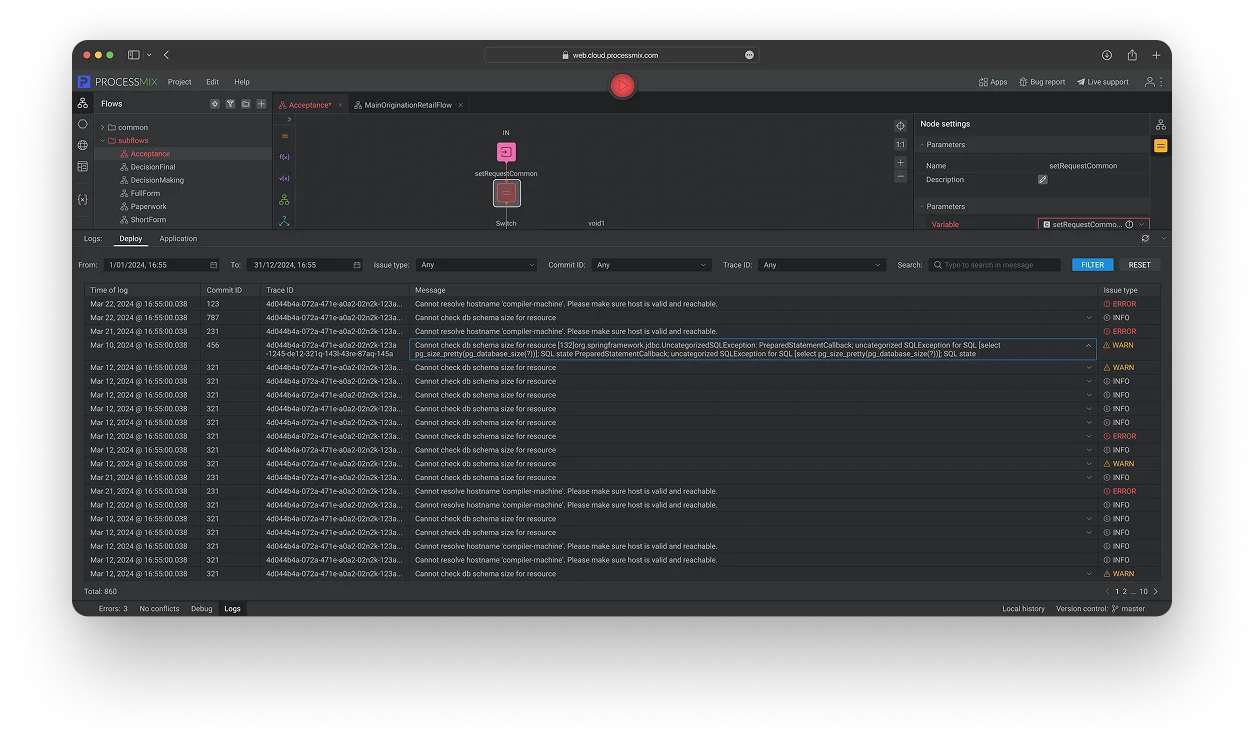 web.cloud.processmix.com
PROCESSMIX Project Edit Help
Apps Bug report Live support
Flows
Acceptance* × MainOriginationRetailFlow ×
common
subflows
Acceptance
DecisionFinal
DecisionMaking
FullForm
Paperwork
ShortForm
f(x)
v(x)
{x}
IN
setRequestCommon
Switch void1
1:1
Node settings
Parameters
Name setRequestCommon
Description
Parameters
Variable C setRequestCommo...
Logs: Deploy Application
From: 1/01/2024, 16:55 To: 31/12/2024, 16:55 Issue type: Any Commit ID: Any Trace ID: Any Search: Type to search in message FILTER RESET
Time of log Commit ID Trace ID Message Issue type
Mar 22, 2024 @ 16:55:00.038 123 4d044b4a-072a-471e-a0a2-02n2k-123a... Cannot resolve hostname 'compiler-machine'. Please make sure host is valid and reachable. ERROR
Mar 22, 2024 @ 16:55:00.038 787 4d044b4a-072a-471e-a0a2-02n2k-123a... Cannot check db schema size for resource INFO
Mar 21, 2024 @ 16:55:00.038 231 4d044b4a-072a-471e-a0a2-02n2k-123a... Cannot resolve hostname 'compiler-machine'. Please make sure host is valid and reachable. ERROR
Mar 10, 2024 @ 16:55:00.038 456 4d044b4a-072a-471e-a0a2-02n2k-123a Cannot check db schema size for resource [132]org.springframework.jdbc.UncategorizedSQLException: PreparedStatementCallback; uncategorized SQLException for SQL [select WARN
-1245-de12-321q-143l-43re-87aq-145a pg_size_pretty(pg_database_size(?))]; SQL state PreparedStatementCallback; uncategorized SQLException for SQL [select pg_size_pretty(pg_database_size(?))]; SQL state
Mar 12, 2024 @ 16:55:00.038 321 4d044b4a-072a-471e-a0a2-02n2k-123a... Cannot check db schema size for resource WARN
Mar 12, 2024 @ 16:55:00.038 321 4d044b4a-072a-471e-a0a2-02n2k-123a... Cannot check db schema size for resource INFO
Mar 12, 2024 @ 16:55:00.038 321 4d044b4a-072a-471e-a0a2-02n2k-123a... Cannot check db schema size for resource INFO
Mar 12, 2024 @ 16:55:00.038 321 4d044b4a-072a-471e-a0a2-02n2k-123a... Cannot check db schema size for resource INFO
Mar 12, 2024 @ 16:55:00.038 321 4d044b4a-072a-471e-a0a2-02n2k-123a... Cannot check db schema size for resource INFO
Mar 12, 2024 @ 16:55:00.038 321 4d044b4a-072a-471e-a0a2-02n2k-123a... Cannot check db schema size for resource ERROR
Mar 12, 2024 @ 16:55:00.038 321 4d044b4a-072a-471e-a0a2-02n2k-123a... Cannot check db schema size for resource INFO
Mar 12, 2024 @ 16:55:00.038 321 4d044b4a-072a-471e-a0a2-02n2k-123a... Cannot check db schema size for resource WARN
Mar 21, 2024 @ 16:55:00.038 231 4d044b4a-072a-471e-a0a2-02n2k-123a... Cannot check db schema size for resource INFO
Mar 21, 2024 @ 16:55:00.038 231 4d044b4a-072a-471e-a0a2-02n2k-123a... Cannot resolve hostname 'compiler-machine'. Please make sure host is valid and reachable. ERROR
Mar 12, 2024 @ 16:55:00.038 321 4d044b4a-072a-471e-a0a2-02n2k-123a... Cannot resolve hostname 'compiler-machine'. Please make sure host is valid and reachable. INFO
Mar 12, 2024 @ 16:55:00.038 321 4d044b4a-072a-471e-a0a2-02n2k-123a... Cannot check db schema size for resource INFO
Mar 12, 2024 @ 16:55:00.038 321 4d044b4a-072a-471e-a0a2-02n2k-123a... Cannot check db schema size for resource INFO
Mar 12, 2024 @ 16:55:00.038 321 4d044b4a-072a-471e-a0a2-02n2k-123a... Cannot resolve hostname 'compiler-machine'. Please make sure host is valid and reachable. INFO
Mar 12, 2024 @ 16:55:00.038 321 4d044b4a-072a-471e-a0a2-02n2k-123a... Cannot resolve hostname 'compiler-machine'. Please make sure host is valid and reachable. INFO
Mar 12, 2024 @ 16:55:00.038 321 4d044b4a-072a-471e-a0a2-02n2k-123a... Cannot check db schema size for resource WARN
Total: 860 1 2 ... 10
Errors: 3 No conflicts Debug Logs Local history Version control: master